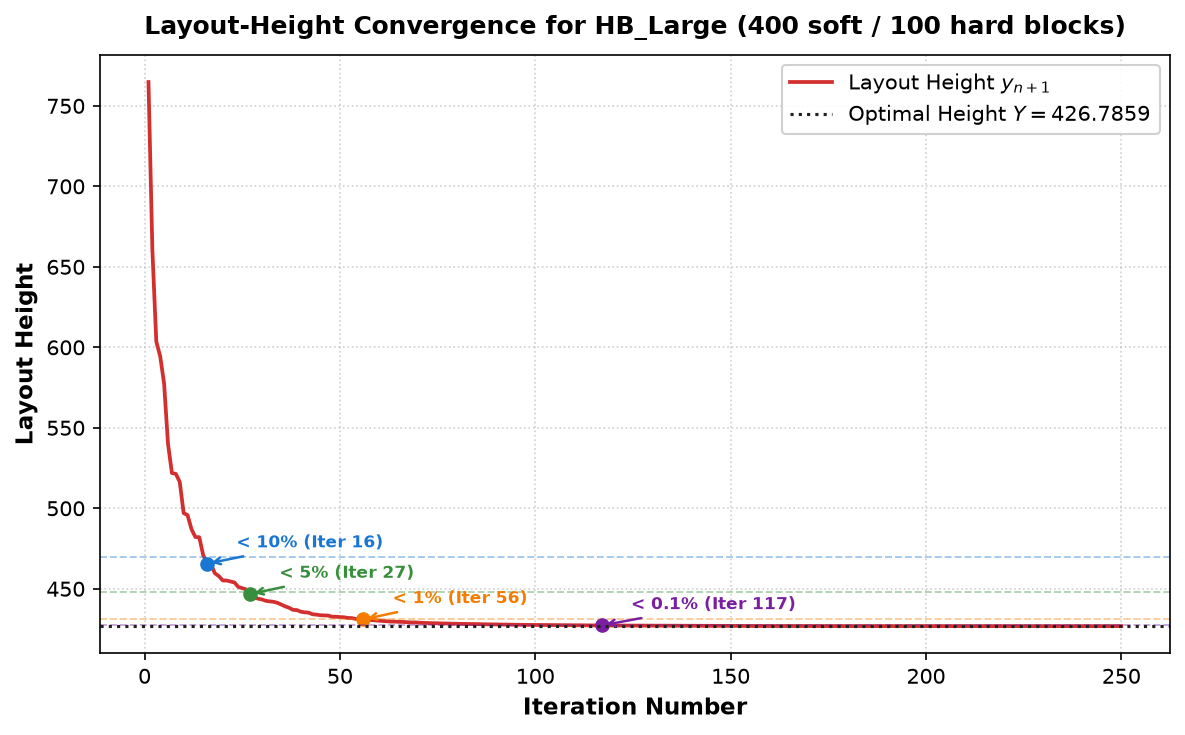 Layout-Height Convergence for HB_Large (400 soft / 100 hard blocks)
Layout Height yₙ₊₁
Optimal Height Y = 426.7859
Layout Height
750
700
650
600
550
500
450
< 10% (Iter 16)
< 5% (Iter 27)
< 1% (Iter 56)
< 0.1% (Iter 117)
0 50 100 150 200 250
Iteration Number